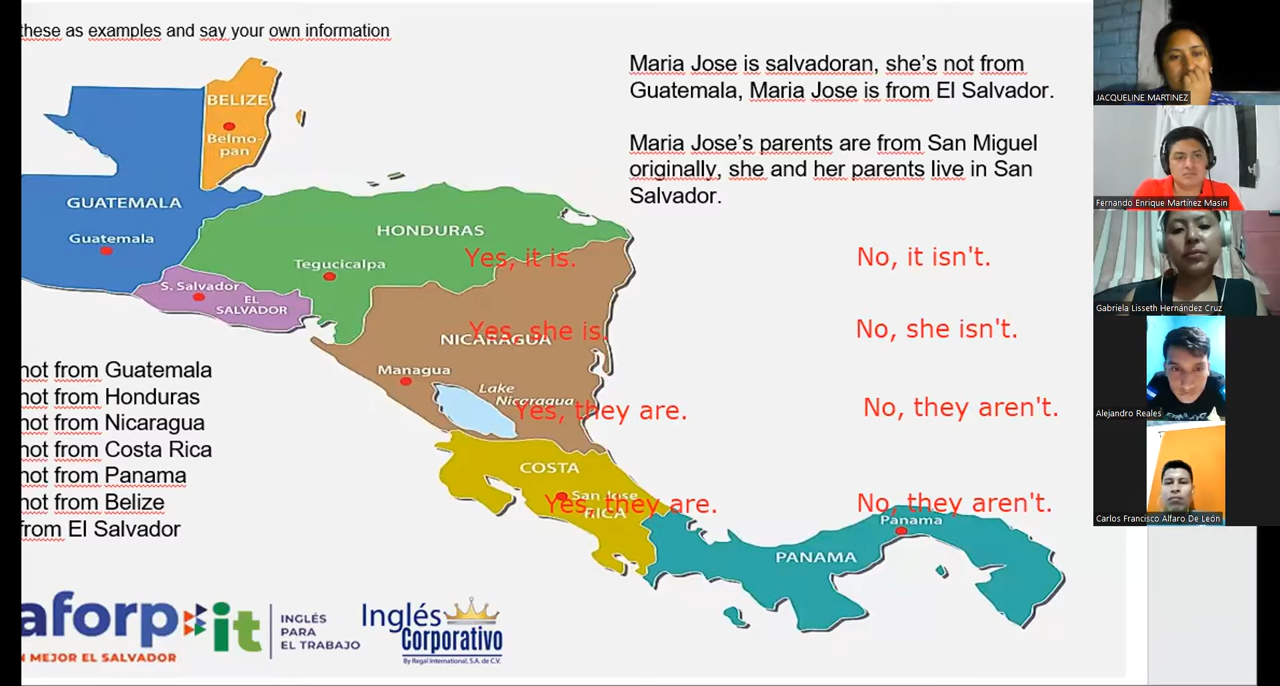 these as examples and say your own information
Maria Jose is salvadoran, she's not from
Guatemala, Maria Jose is from El Salvador.
Maria Jose's parents are from San Miguel
originally, she and her parents live in San
Salvador.
BELIZE
Belmo-
pan
GUATEMALA
Guatemala
HONDURAS
Tegucicalpa
S. Salvador
EL
SALVADOR
NICARAGUA
Managua
Lake
Nicaragua
COSTA
San Jose
RICA
Panama
PANAMA
Yes, it is.
No, it isn't.
Yes, she is.
No, she isn't.
Yes, they are.
No, they aren't.
Yes, they are.
No, they aren't.
not from Guatemala
not from Honduras
not from Nicaragua
not from Costa Rica
not from Panama
not from Belize
from El Salvador
aforp it
N MEJOR EL SALVADOR
INGLÉS
PARA
EL TRABAJO
Inglés
Corporativo
By Regal International, S.A. de C.V.
JACQUELINE MARTINEZ
Fernando Enrique Martínez Masin
Gabriela Lisseth Hernández Cruz
Alejandro Reales
Carlos Francisco Alfaro De León